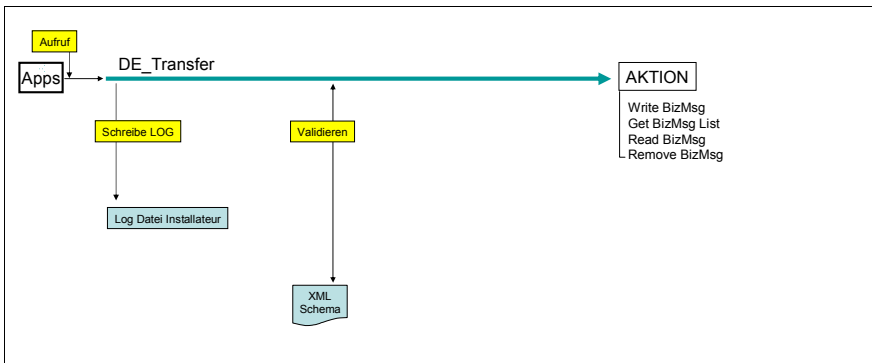 Aufruf
Apps
DE_Transfer
AKTION
Write BizMsg
Get BizMsg List
Read BizMsg
Remove BizMsg
Schreibe LOG
Validieren
Log Datei Installateur
XML
Schema